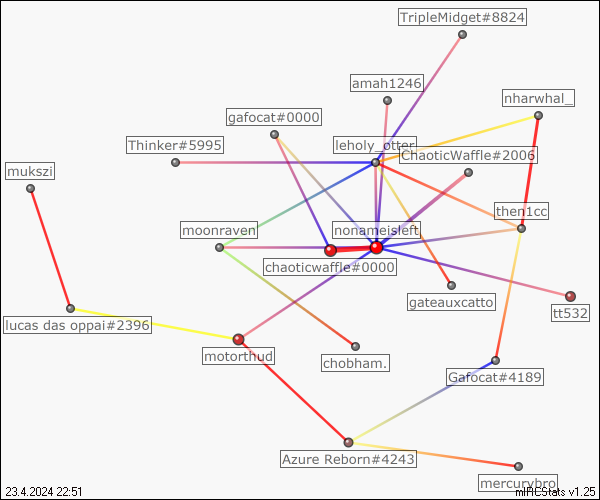 TripleMidget#8824
amah1246
nharwhal_
gafocat#0000
Thinker#5995
leholy_otter
ChaoticWaffle#2006
mukszi
then1cc
moonraven
nonameisleft
chaoticwaffle#0000
gateauxcatto
tt532
lucas das oppai#2396
motorthud
chobham.
Gafocat#4189
Azure Reborn#4243
mercurybro
23.4.2024 22:51
mIRCStats v1.25